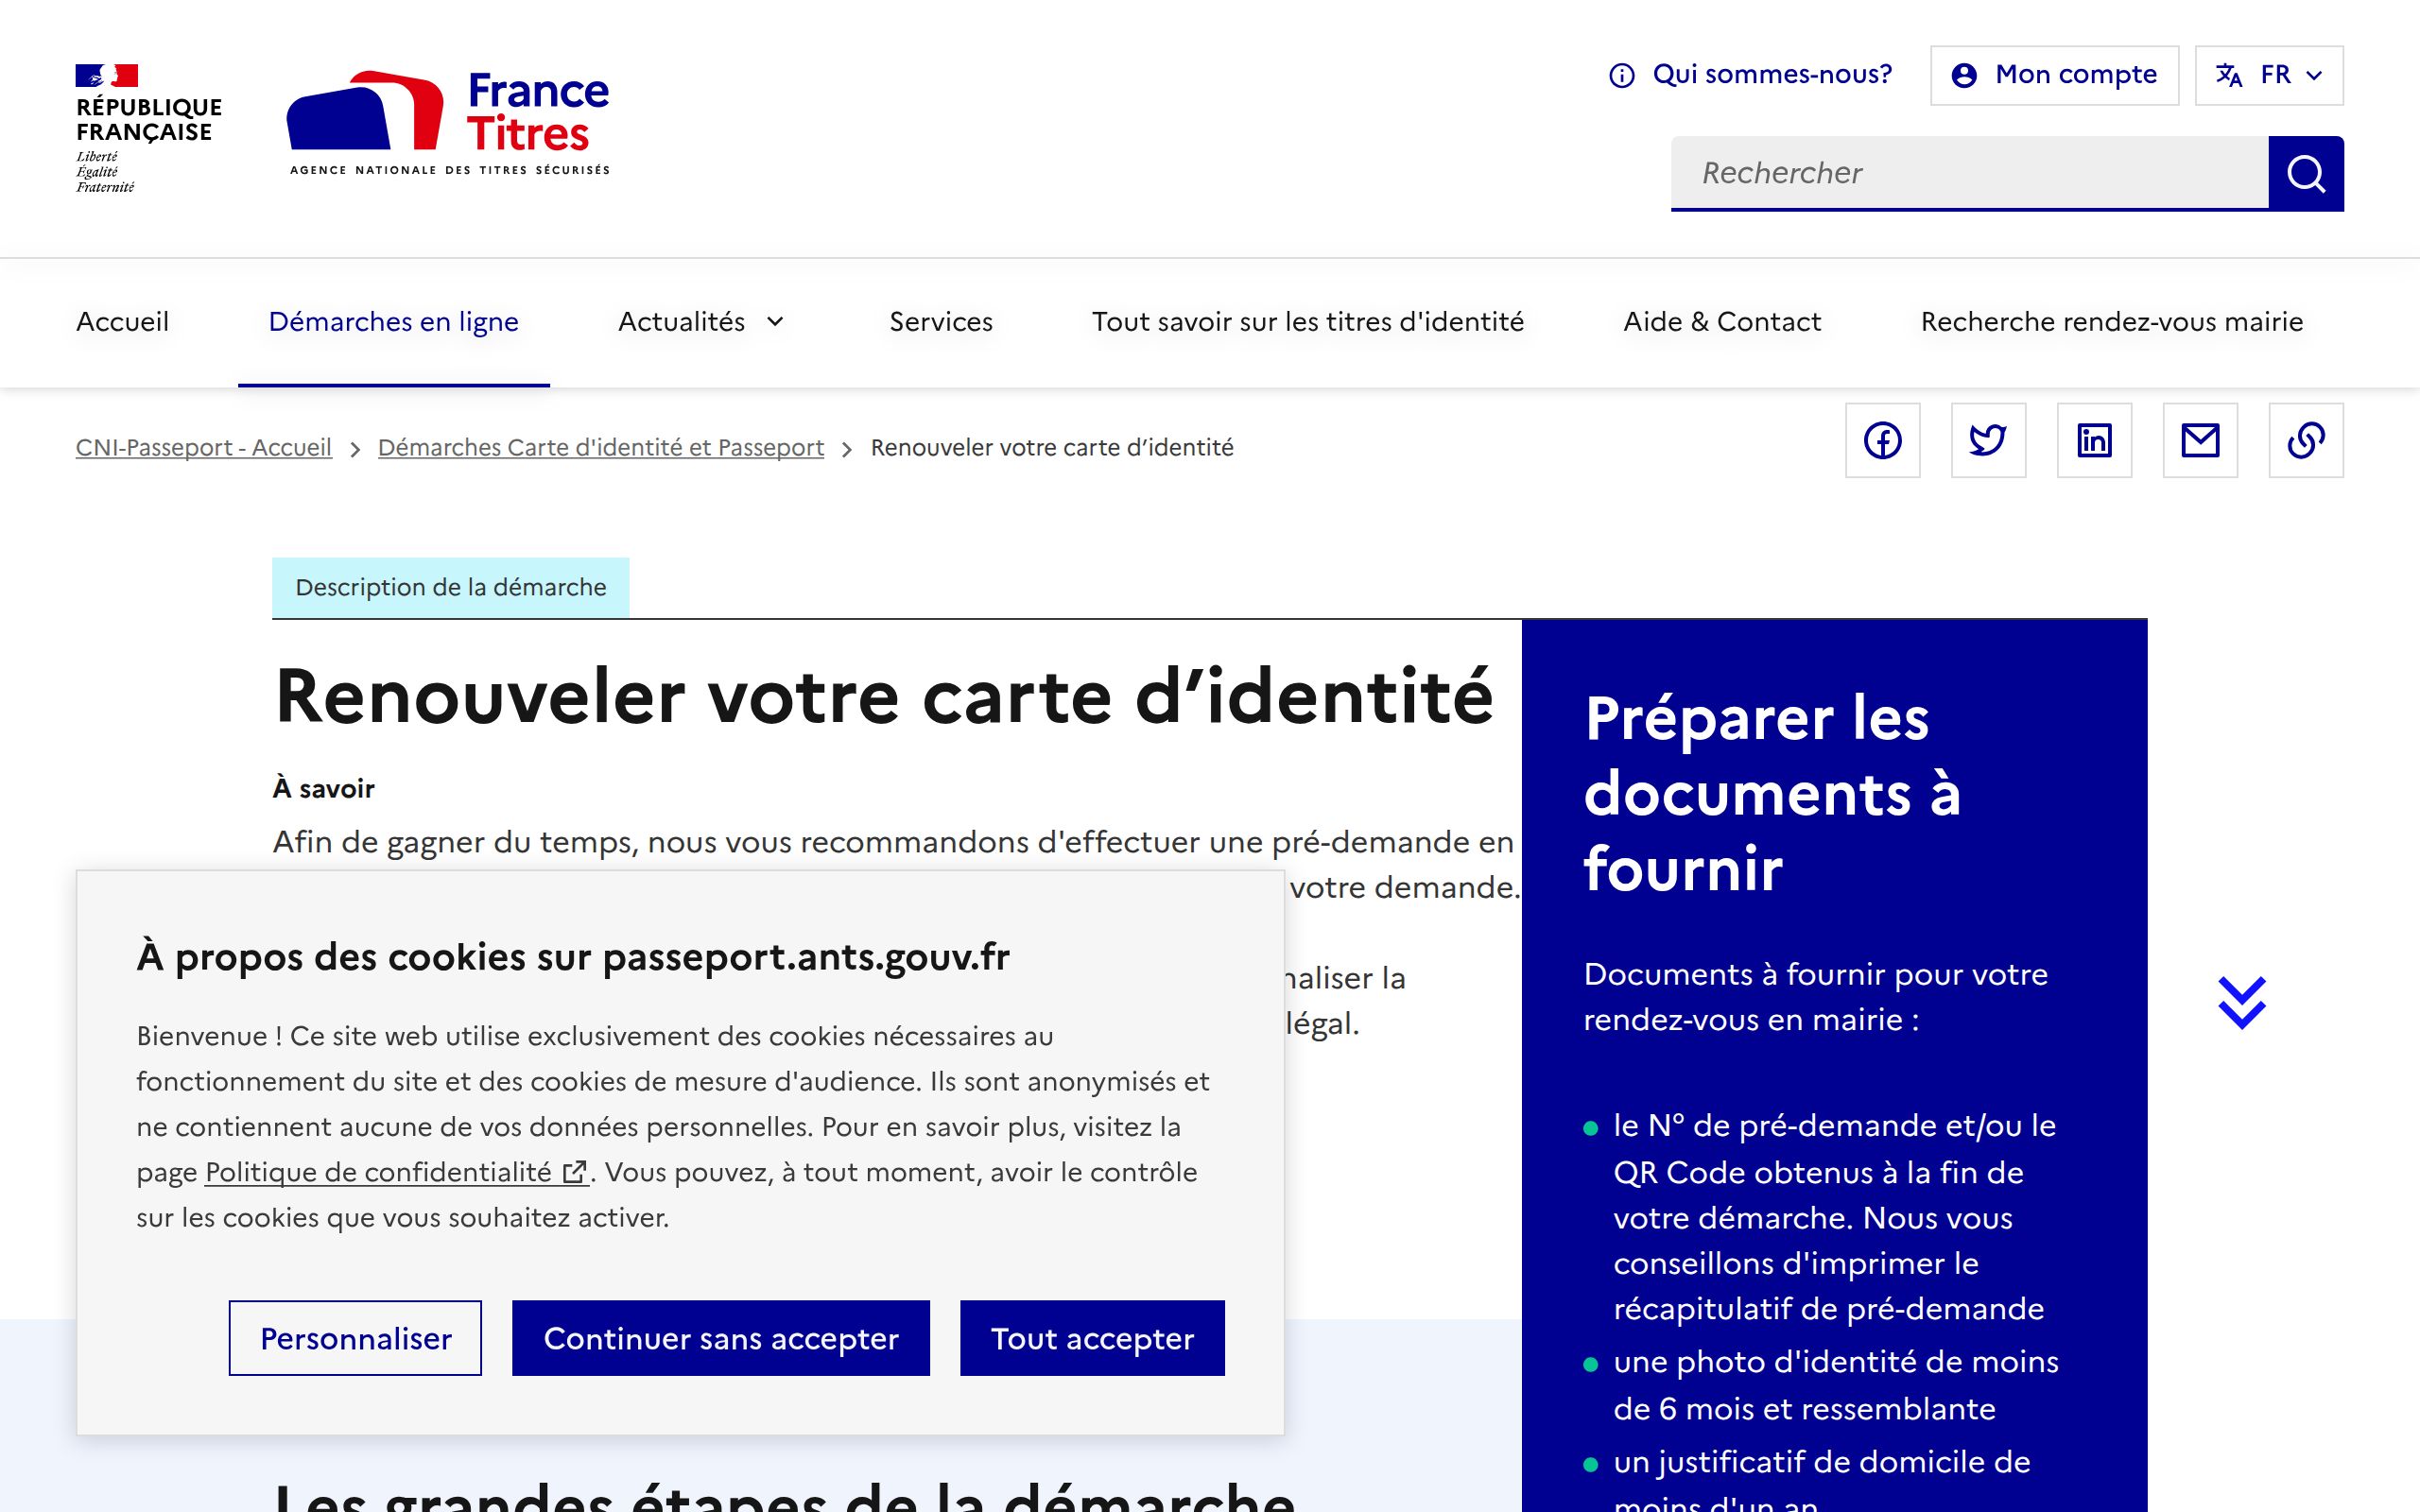 RÉPUBLIQUE
FRANÇAISE
Liberté
Égalité
Fraternité
France
Titres
AGENCE NATIONALE DES TITRES SÉCURISÉS
Qui sommes-nous?
Mon compte
FR
Rechercher
Accueil
Démarches en ligne
Actualités
Services
Tout savoir sur les titres d'identité
Aide & Contact
Recherche rendez-vous mairie
CNI-Passeport - Accueil > Démarches Carte d'identité et Passeport > Renouveler votre carte d’identité
Description de la démarche
Renouveler votre carte d’identité
À savoir
Afin de gagner du temps, nous vous recommandons d'effectuer une pré-demande en
votre demande.
naliser la
légal.
À propos des cookies sur passeport.ants.gouv.fr
Bienvenue ! Ce site web utilise exclusivement des cookies nécessaires au
fonctionnement du site et des cookies de mesure d'audience. Ils sont anonymisés et
ne contiennent aucune de vos données personnelles. Pour en savoir plus, visitez la
page Politique de confidentialité. Vous pouvez, à tout moment, avoir le contrôle
sur les cookies que vous souhaitez activer.
Personnaliser
Continuer sans accepter
Tout accepter
Les grandes étapes de la démarche
Préparer les
documents à
fournir
Documents à fournir pour votre
rendez-vous en mairie :
le N° de pré-demande et/ou le
QR Code obtenus à la fin de
votre démarche. Nous vous
conseillons d'imprimer le
récapitulatif de pré-demande
une photo d'identité de moins
de 6 mois et ressemblante
un justificatif de domicile de
moins d'un an